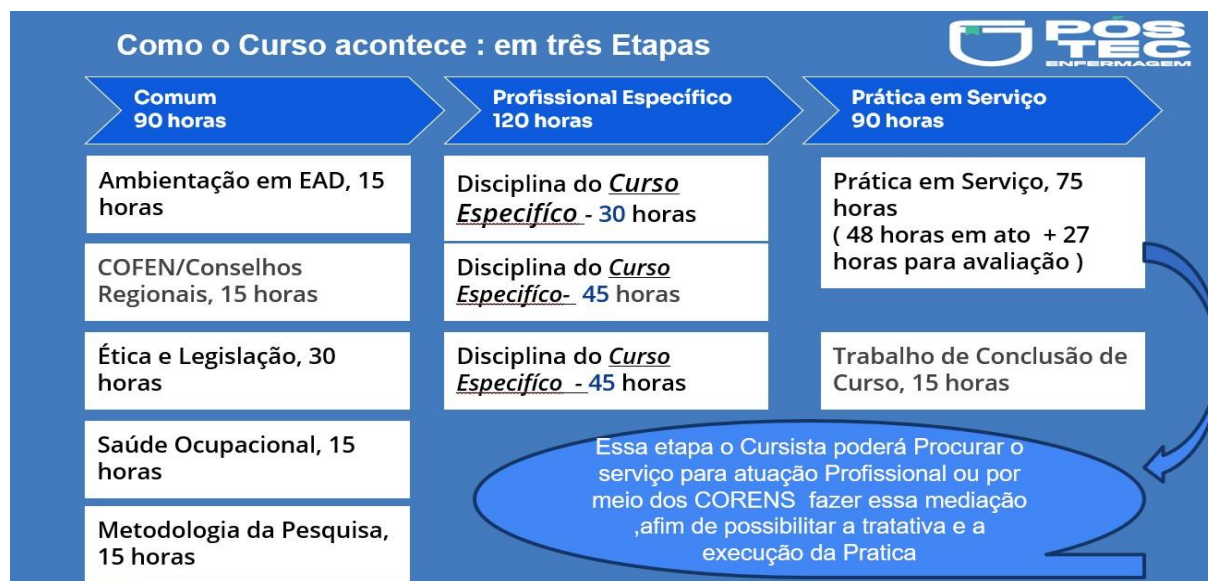 Como o Curso acontece : em três Etapas
PÓS
TEC
ENFERMAGEM
Comum
90 horas
Ambientação em EAD, 15
horas
COFEN/Conselhos
Regionais, 15 horas
Ética e Legislação, 30
horas
Saúde Ocupacional, 15
horas
Metodologia da Pesquisa,
15 horas
Profissional Específico
120 horas
Disciplina do Curso
Especifíco - 30 horas
Disciplina do Curso
Especifíco- 45 horas
Disciplina do Curso
Especifíco - 45 horas
Prática em Serviço
90 horas
Prática em Serviço, 75
horas
( 48 horas em ato + 27
horas para avaliação )
Trabalho de Conclusão de
Curso, 15 horas
Essa etapa o Cursista poderá Procurar o
serviço para atuação Profissional ou por
meio dos CORENS fazer essa mediação
,afim de possibilitar a tratativa e a
execução da Pratica